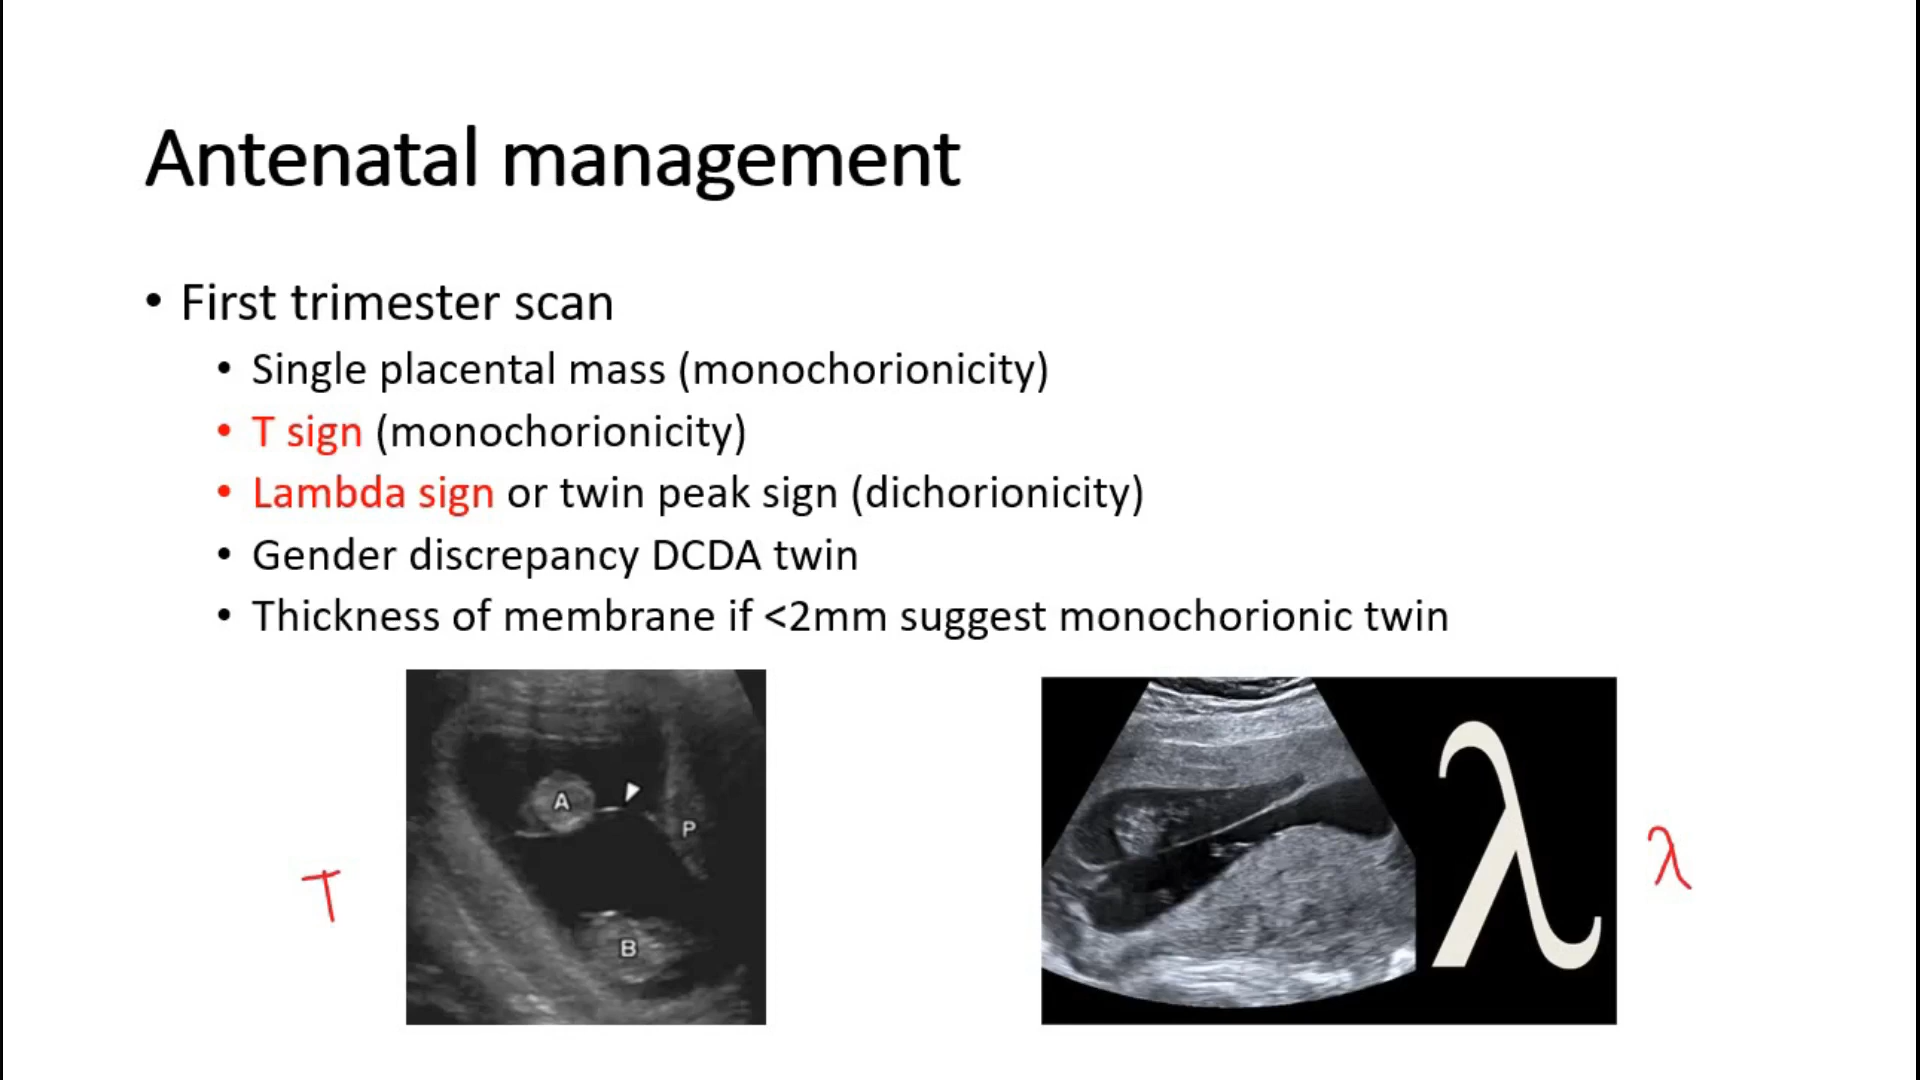 Antenatal management
• First trimester scan
• Single placental mass (monochorionicity)
• T sign (monochorionicity)
• Lambda sign or twin peak sign (dichorionicity)
• Gender discrepancy DCDA twin
• Thickness of membrane if <2mm suggest monochorionic twin
A
P
B
T
λ
λ